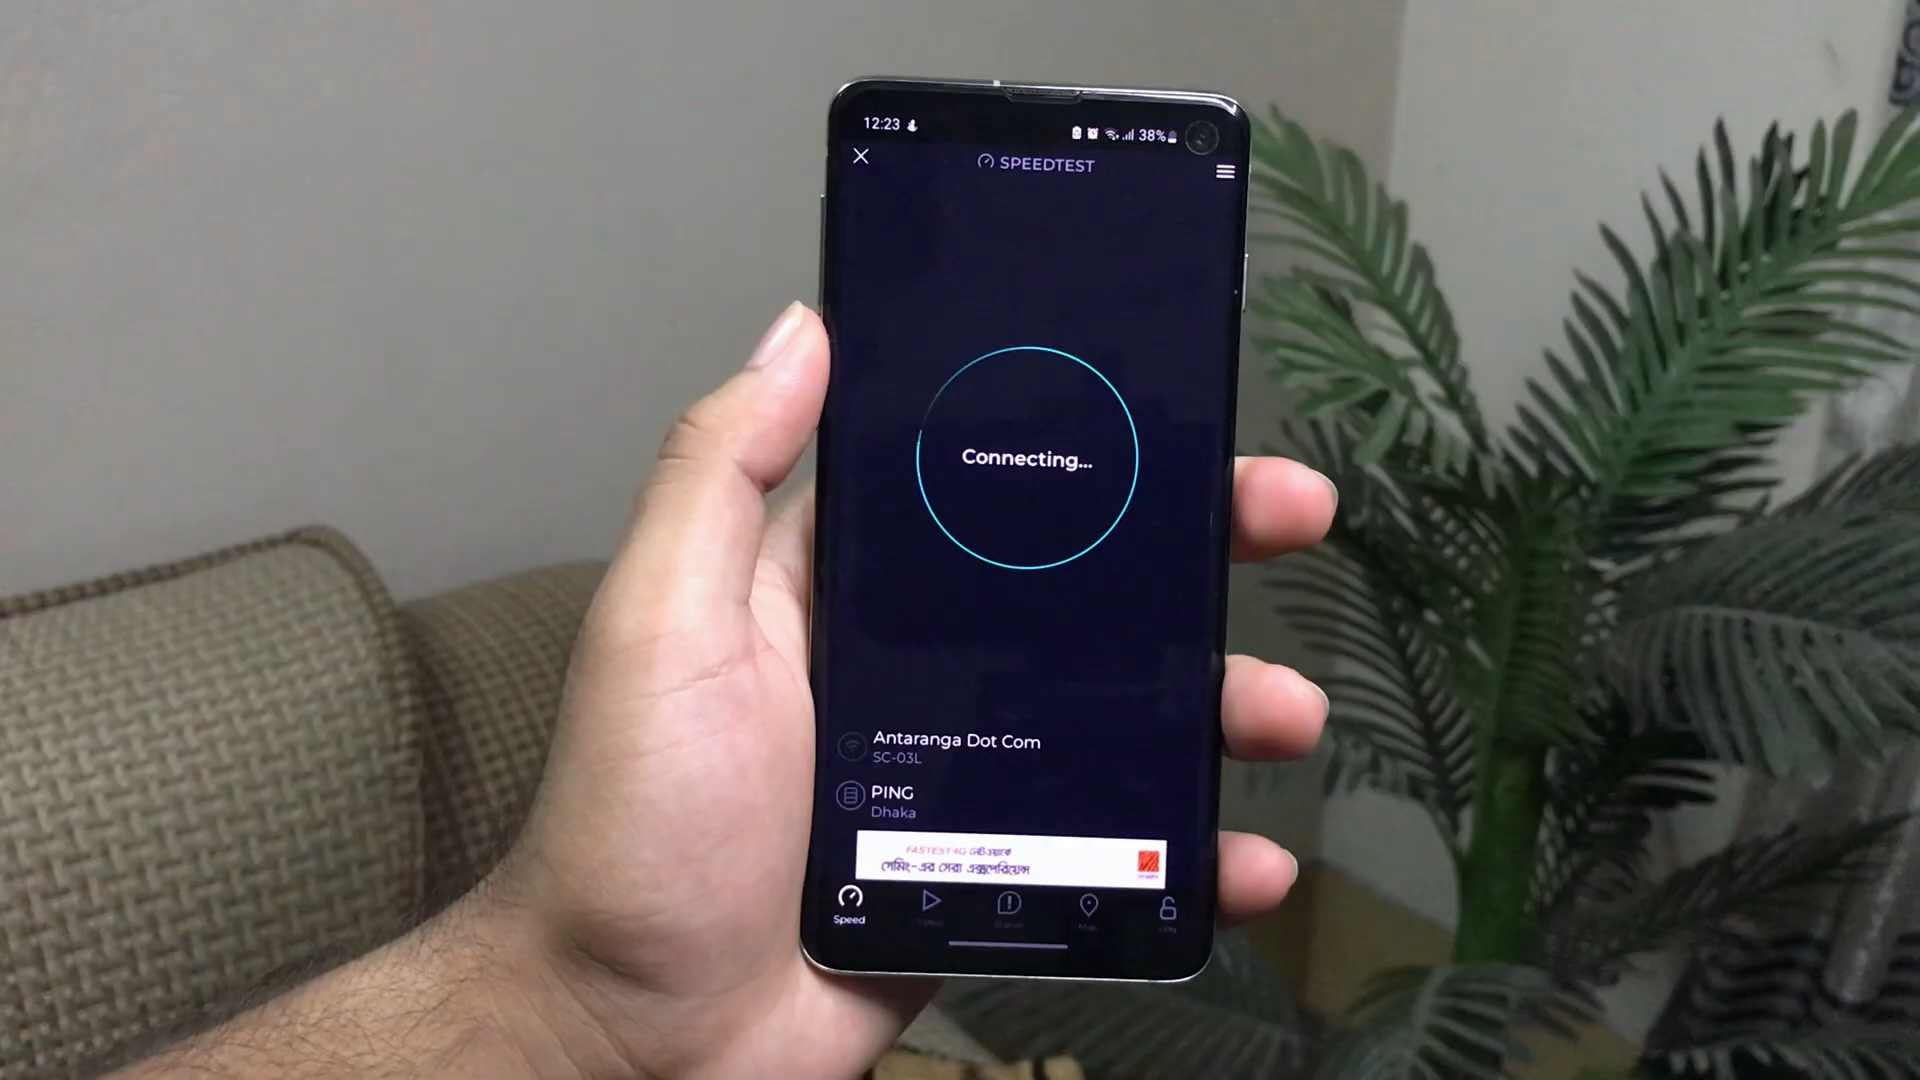 12:23
38%
SPEEDTEST
Connecting...
Antaranga Dot Com
SC-03L
PING
Dhaka
FASTEST 4G নেটওয়ার্কে
গেমিং-এর সেরা এক্সপেরিয়েন্স
Speed